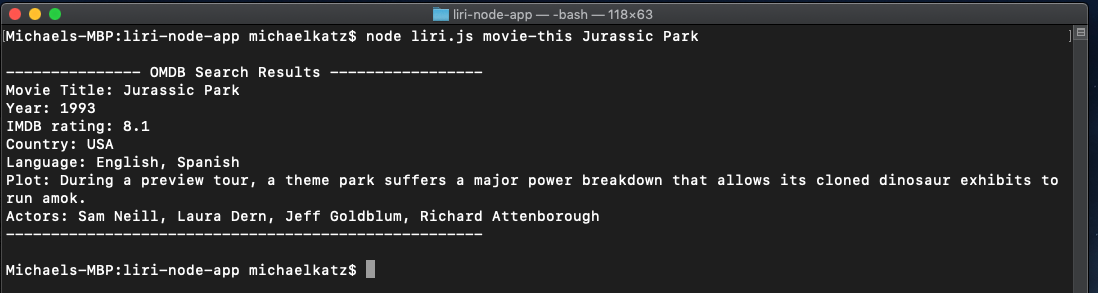 liri-node-app — -bash — 118×63
[Michaels-MBP:liri-node-app michaelkatz$ node liri.js movie-this Jurassic Park ]
--------------- OMDB Search Results -----------------
Movie Title: Jurassic Park
Year: 1993
IMDB rating: 8.1
Country: USA
Language: English, Spanish
Plot: During a preview tour, a theme park suffers a major power breakdown that allows its cloned dinosaur exhibits to
run amok.
Actors: Sam Neill, Laura Dern, Jeff Goldblum, Richard Attenborough
-----------------------------------------------------
Michaels-MBP:liri-node-app michaelkatz$